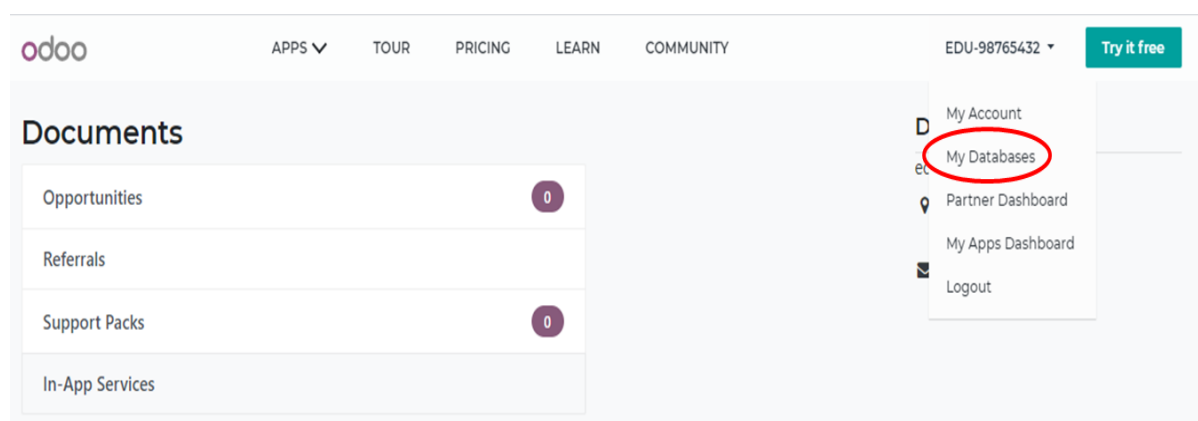 odoo APPS TOUR PRICING LEARN COMMUNITY EDU-98765432 Try it free
Documents
Opportunities 0
Referrals
Support Packs 0
In-App Services
D
My Account
My Databases
Partner Dashboard
My Apps Dashboard
Logout